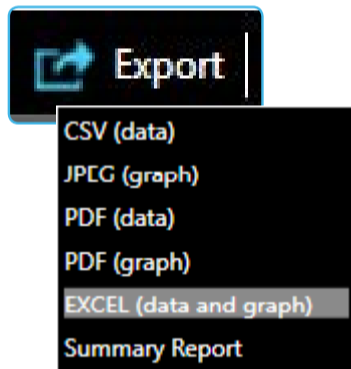 Export
CSV (data)
JPEG (graph)
PDF (data)
PDF (graph)
EXCEL (data and graph)
Summary Report